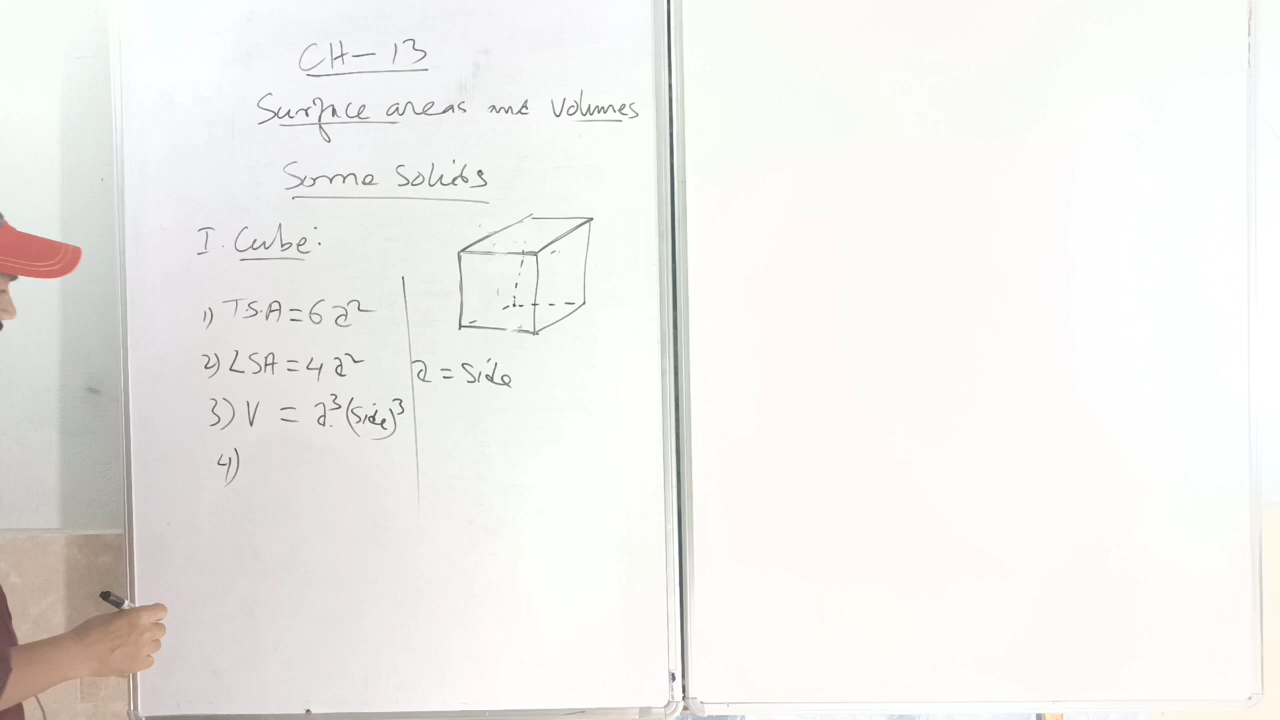 CH-13
Surface areas and Volumes
Some Solids
I. Cube:
1) T.S.A = 6a²
2) LSA = 4a²
a = Side
3) V = a³ (side)³
4)